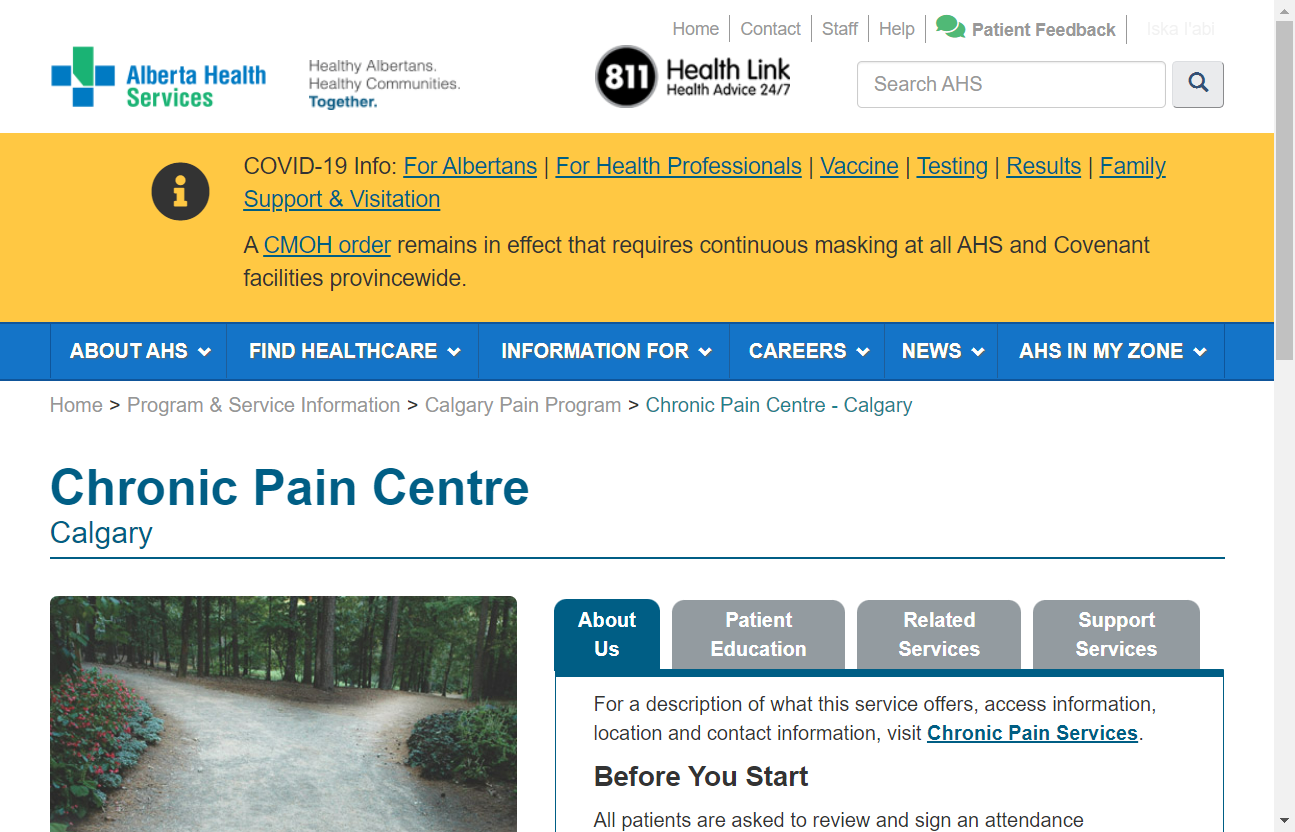 Home Contact Staff Help Patient Feedback Iska I'abi
Alberta Health
Services
Healthy Albertans.
Healthy Communities.
Together.
811 Health Link
Health Advice 24/7
Search AHS
COVID-19 Info: For Albertans | For Health Professionals | Vaccine | Testing | Results | Family
Support & Visitation
A CMOH order remains in effect that requires continuous masking at all AHS and Covenant
facilities provincewide.
ABOUT AHS FIND HEALTHCARE INFORMATION FOR CAREERS NEWS AHS IN MY ZONE
Home > Program & Service Information > Calgary Pain Program > Chronic Pain Centre - Calgary
Chronic Pain Centre
Calgary
About
Us
Patient
Education
Related
Services
Support
Services
For a description of what this service offers, access information,
location and contact information, visit Chronic Pain Services.
Before You Start
All patients are asked to review and sign an attendance